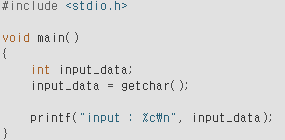 #include <stdio.h>
void main()
{
int input_data;
input_data = getchar();
printf("input : %c₩n", input_data);
}